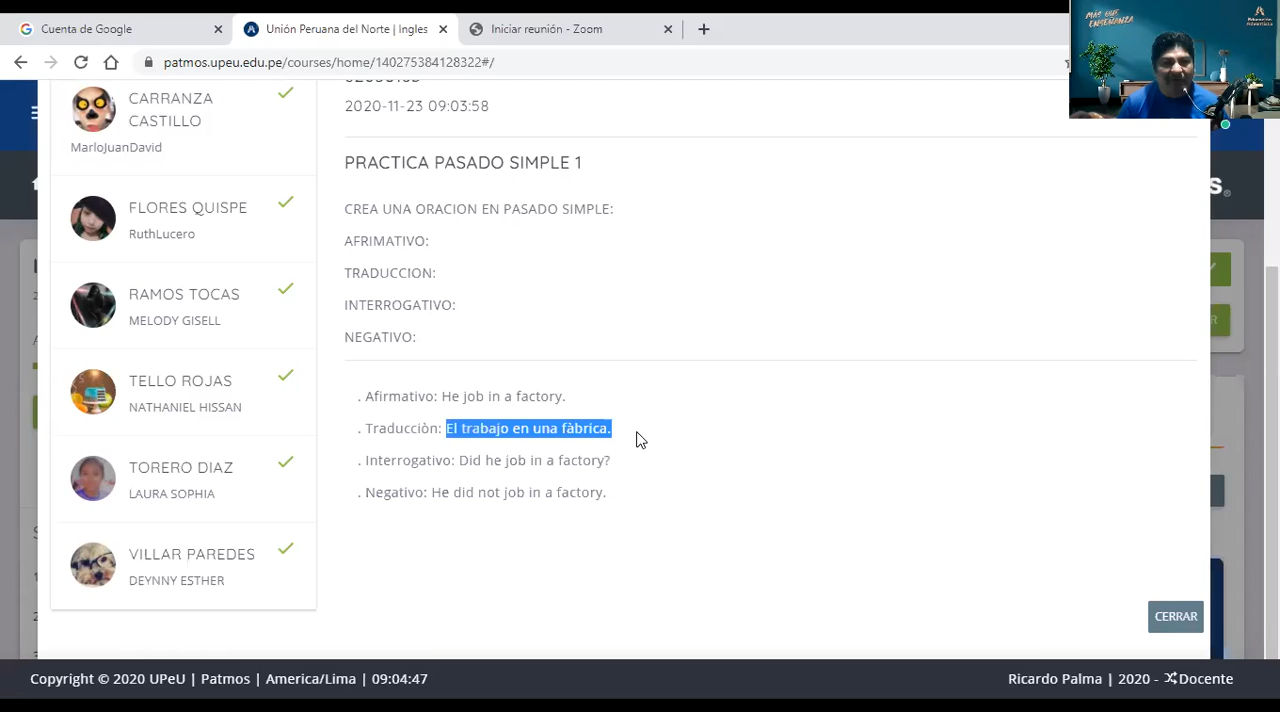 Cuenta de Google
Unión Peruana del Norte | Ingles
Iniciar reunión - Zoom
patmos.upeu.edu.pe/courses/home/140275384128322#/
MÁS QUE
ENSEÑANZA
Educación
Adventista
CARRANZA
CASTILLO
MarloJuanDavid
FLORES QUISPE
RuthLucero
RAMOS TOCAS
MELODY GISELL
TELLO ROJAS
NATHANIEL HISSAN
TORERO DIAZ
LAURA SOPHIA
VILLAR PAREDES
DEYNNY ESTHER
2020-11-23 09:03:58
PRACTICA PASADO SIMPLE 1
CREA UNA ORACION EN PASADO SIMPLE:
AFRIMATIVO:
TRADUCCION:
INTERROGATIVO:
NEGATIVO:
. Afirmativo: He job in a factory.
. Traducciòn: El trabajo en una fàbrica.
. Interrogativo: Did he job in a factory?
. Negativo: He did not job in a factory.
CERRAR
Copyright © 2020 UPeU | Patmos | America/Lima | 09:04:47
Ricardo Palma | 2020 - Docente